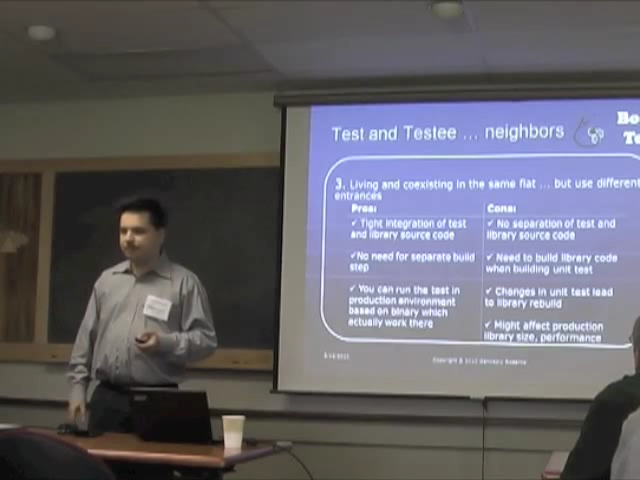 Test and Testee ... neighbors
Bo
Te
3. Living and coexisting in the same flat ... but use different
entrances
Pros:
✓ Tight integration of test
and library source code
✓No need for separate build
step
✓ You can run the test in
production environment
based on binary which
actually work there
Cons:
✓ No separation of test and
library source code
✓ Need to build library code
when building unit test
✓ Changes in unit test lead
to library rebuild
✓ Might affect production
library size, performance
Copyright ©